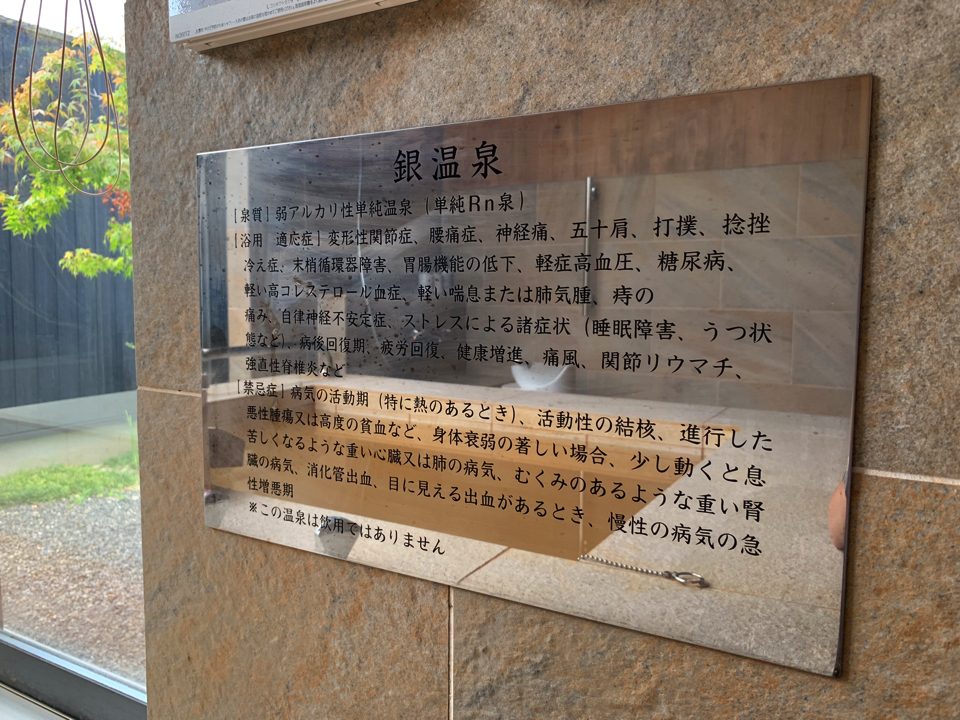 銀温泉
[泉質] 弱アルカリ性単純温泉 (単純Rn泉)
[浴用 適応症] 変形性関節症、腰痛症、神経痛、五十肩、打撲、捻挫
冷え症、末梢循環器障害、胃腸機能の低下、軽症高血圧、糖尿病、
軽い高コレステロール血症、軽い喘息または肺気腫、痔の
痛み、自律神経不安定症、ストレスによる諸症状 (睡眠障害、うつ状
態など)、病後回復期、疲労回復、健康増進、痛風、関節リウマチ、
強直性脊椎炎など
[禁忌症] 病気の活動期 (特に熱のあるとき)、活動性の結核、進行した
悪性腫瘍又は高度の貧血など、身体衰弱の著しい場合、少し動くと息
苦しくなるような重い心臓又は肺の病気、むくみのあるような重い腎
臓の病気、消化管出血、目に見える出血があるとき、慢性の病気の急
性増悪期
※この温泉は飲用ではありません